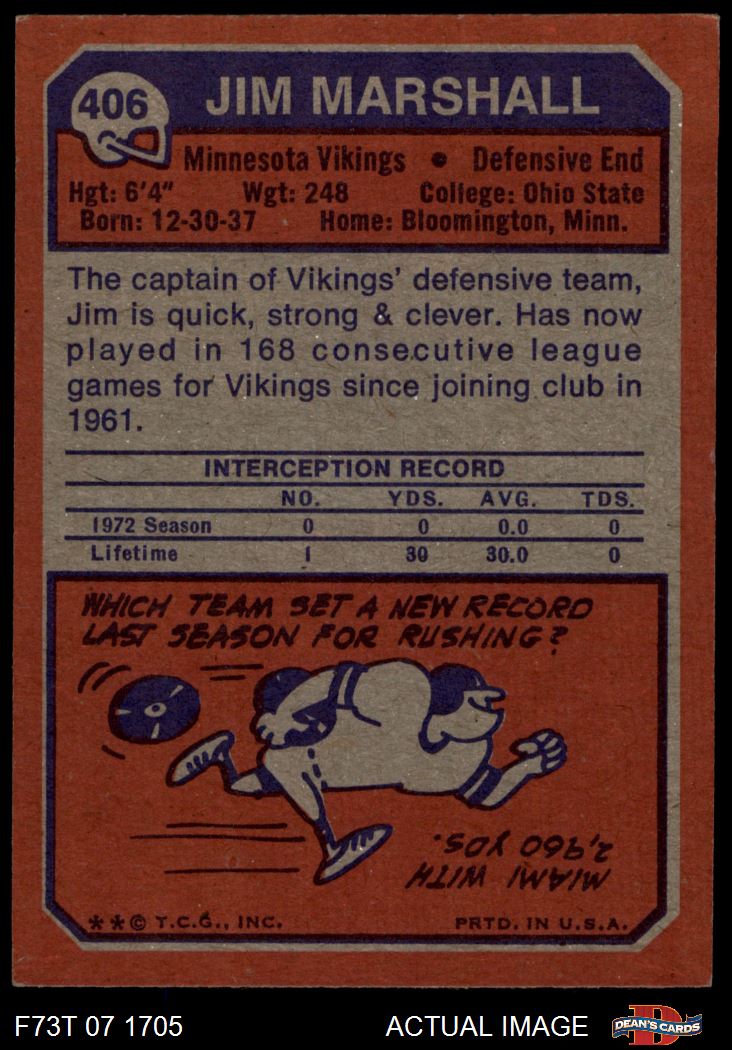 406
JIM MARSHALL
Minnesota Vikings • Defensive End
Hgt: 6'4" Wgt: 248 College: Ohio State
Born: 12-30-37 Home: Bloomington, Minn.
The captain of Vikings' defensive team,
Jim is quick, strong & clever. Has now
played in 168 consecutive league
games for Vikings since joining club in
1961.
INTERCEPTION RECORD
NO. YDS. AVG. TDS.
1972 Season 0 0 0.0 0
Lifetime 1 30 30.0 0
WHICH TEAM SET A NEW RECORD
LAST SEASON FOR RUSHING?
MIAMI WITH
2,960 YDS.
**© T.C.G., INC. PRTD. IN U.S.A.
F73T 07 1705 ACTUAL IMAGE
D
DEAN'S CARDS